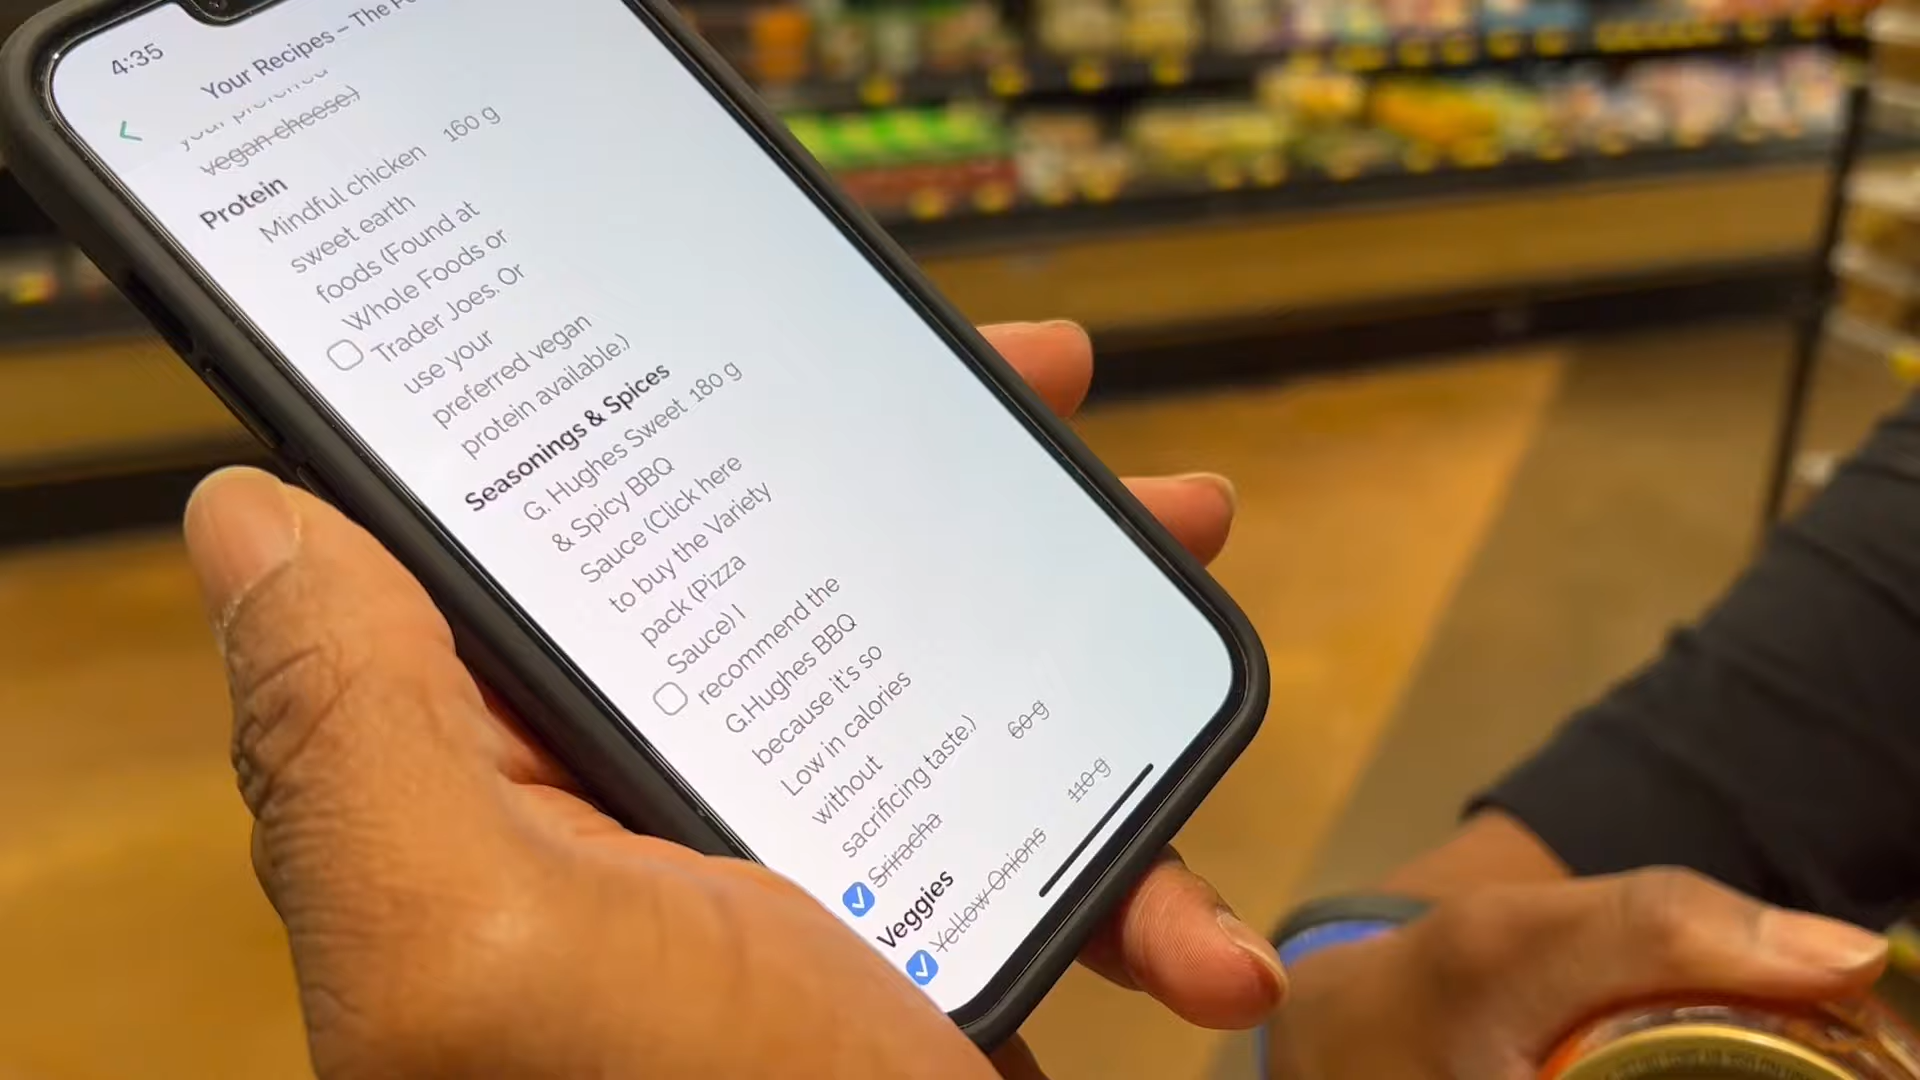 4:35
Your Recipes – The
your preferred
vegan cheese.)
Protein
Mindful chicken 160 g
sweet earth
foods (Found at
Whole Foods or
Trader Joes. Or
use your
preferred vegan
protein available.)
Seasonings & Spices
G. Hughes Sweet 180 g
& Spicy BBQ
Sauce (Click here
to buy the Variety
pack (Pizza
Sauce) I
recommend the
G.Hughes BBQ
because it's so
Low in calories
without
sacrificing taste.)
Sriracha 60 g
Veggies
Yellow Onions 110 g